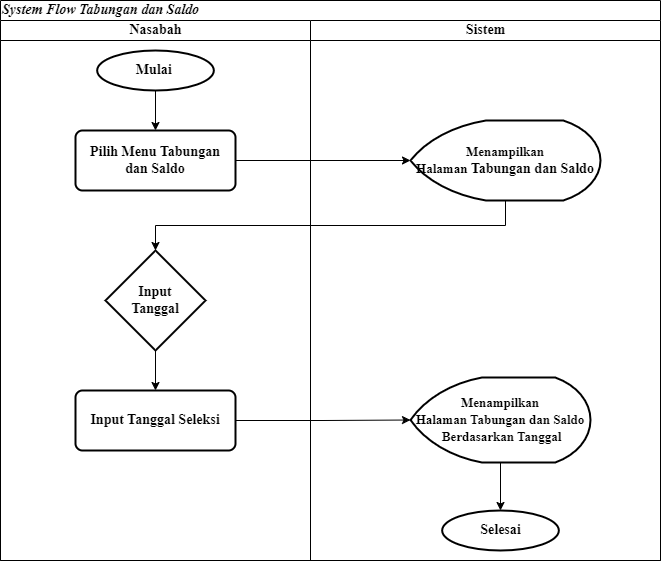 System Flow Tabungan dan Saldo
Nasabah
Sistem
Mulai
Pilih Menu Tabungan
dan Saldo
Menampilkan
Halaman Tabungan dan Saldo
Input
Tanggal
Input Tanggal Seleksi
Menampilkan
Halaman Tabungan dan Saldo
Berdasarkan Tanggal
Selesai